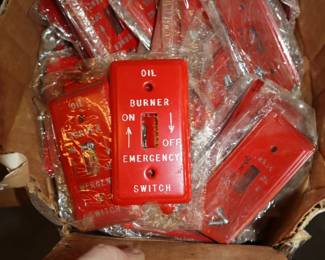 OIL
BURNER
ON
OFF
EMERGENCY
SWITCH